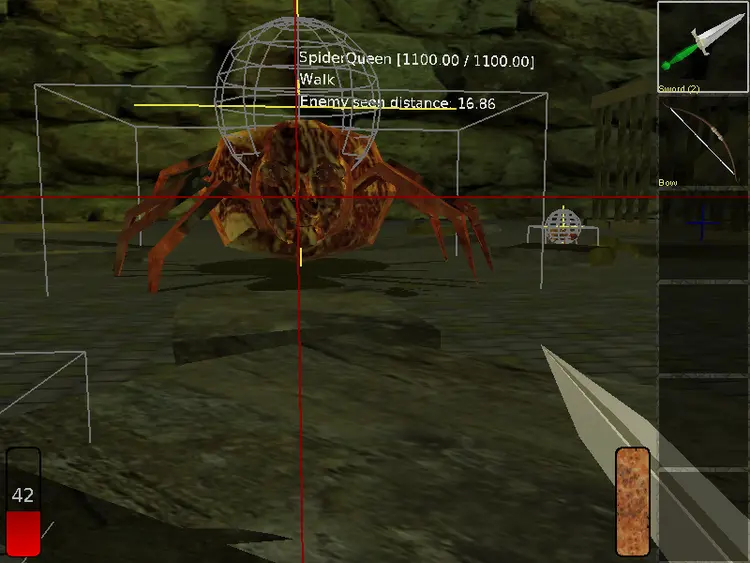 SpiderQueen [1100.00 / 1100.00]
Walk
Enemy seen distance: 16.86
Sword (2)
Bow
42